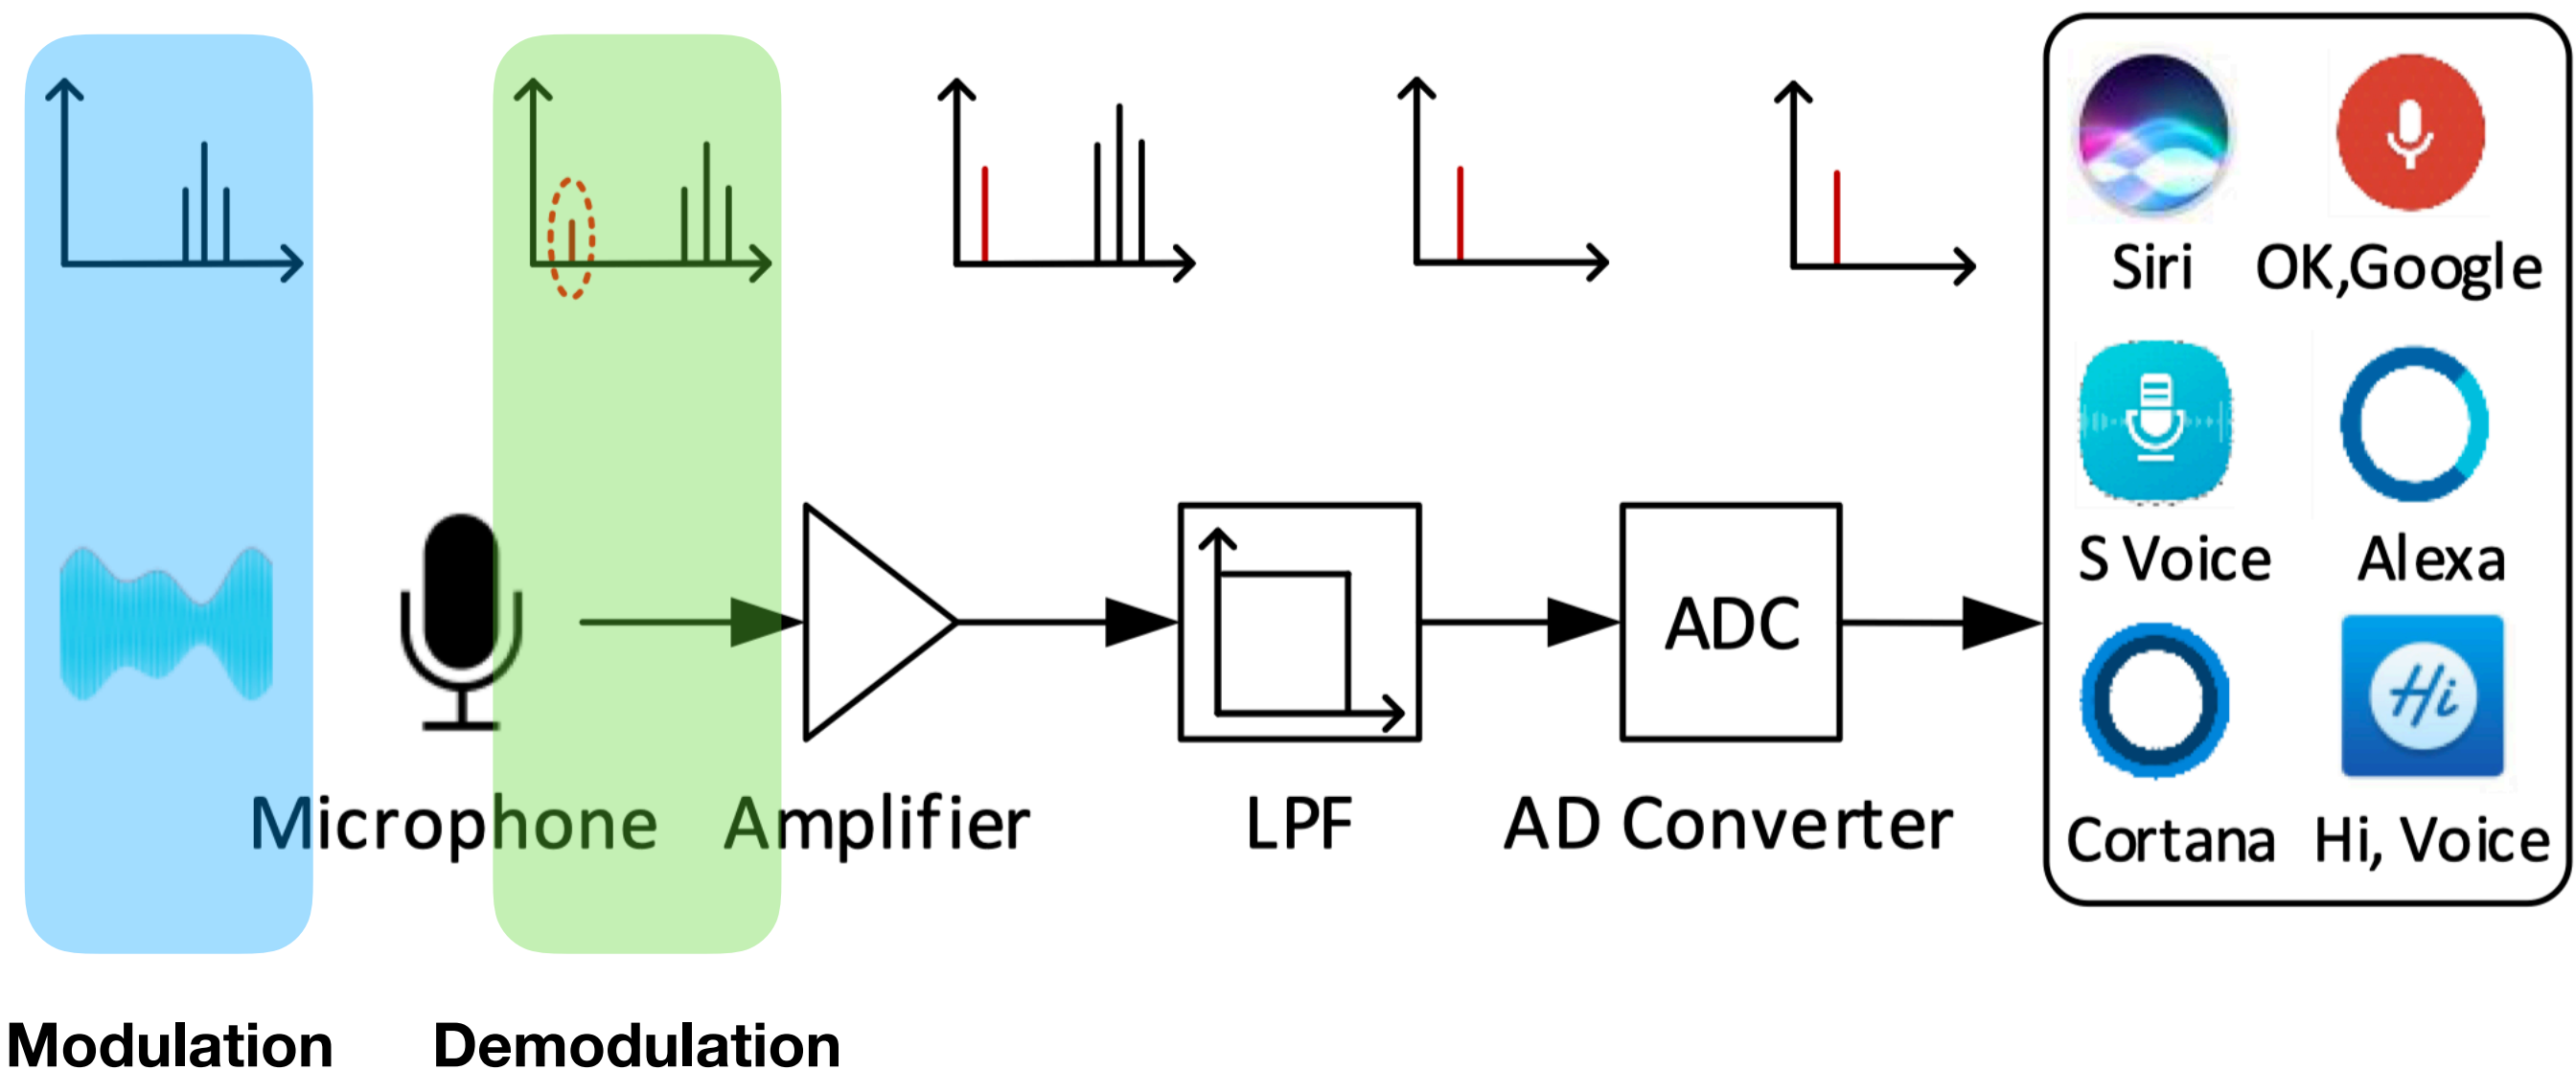 Siri OK,Google
S Voice Alexa
ADC
Hi
Cortana Hi, Voice
Microphone Amplifier LPF AD Converter
Modulation Demodulation